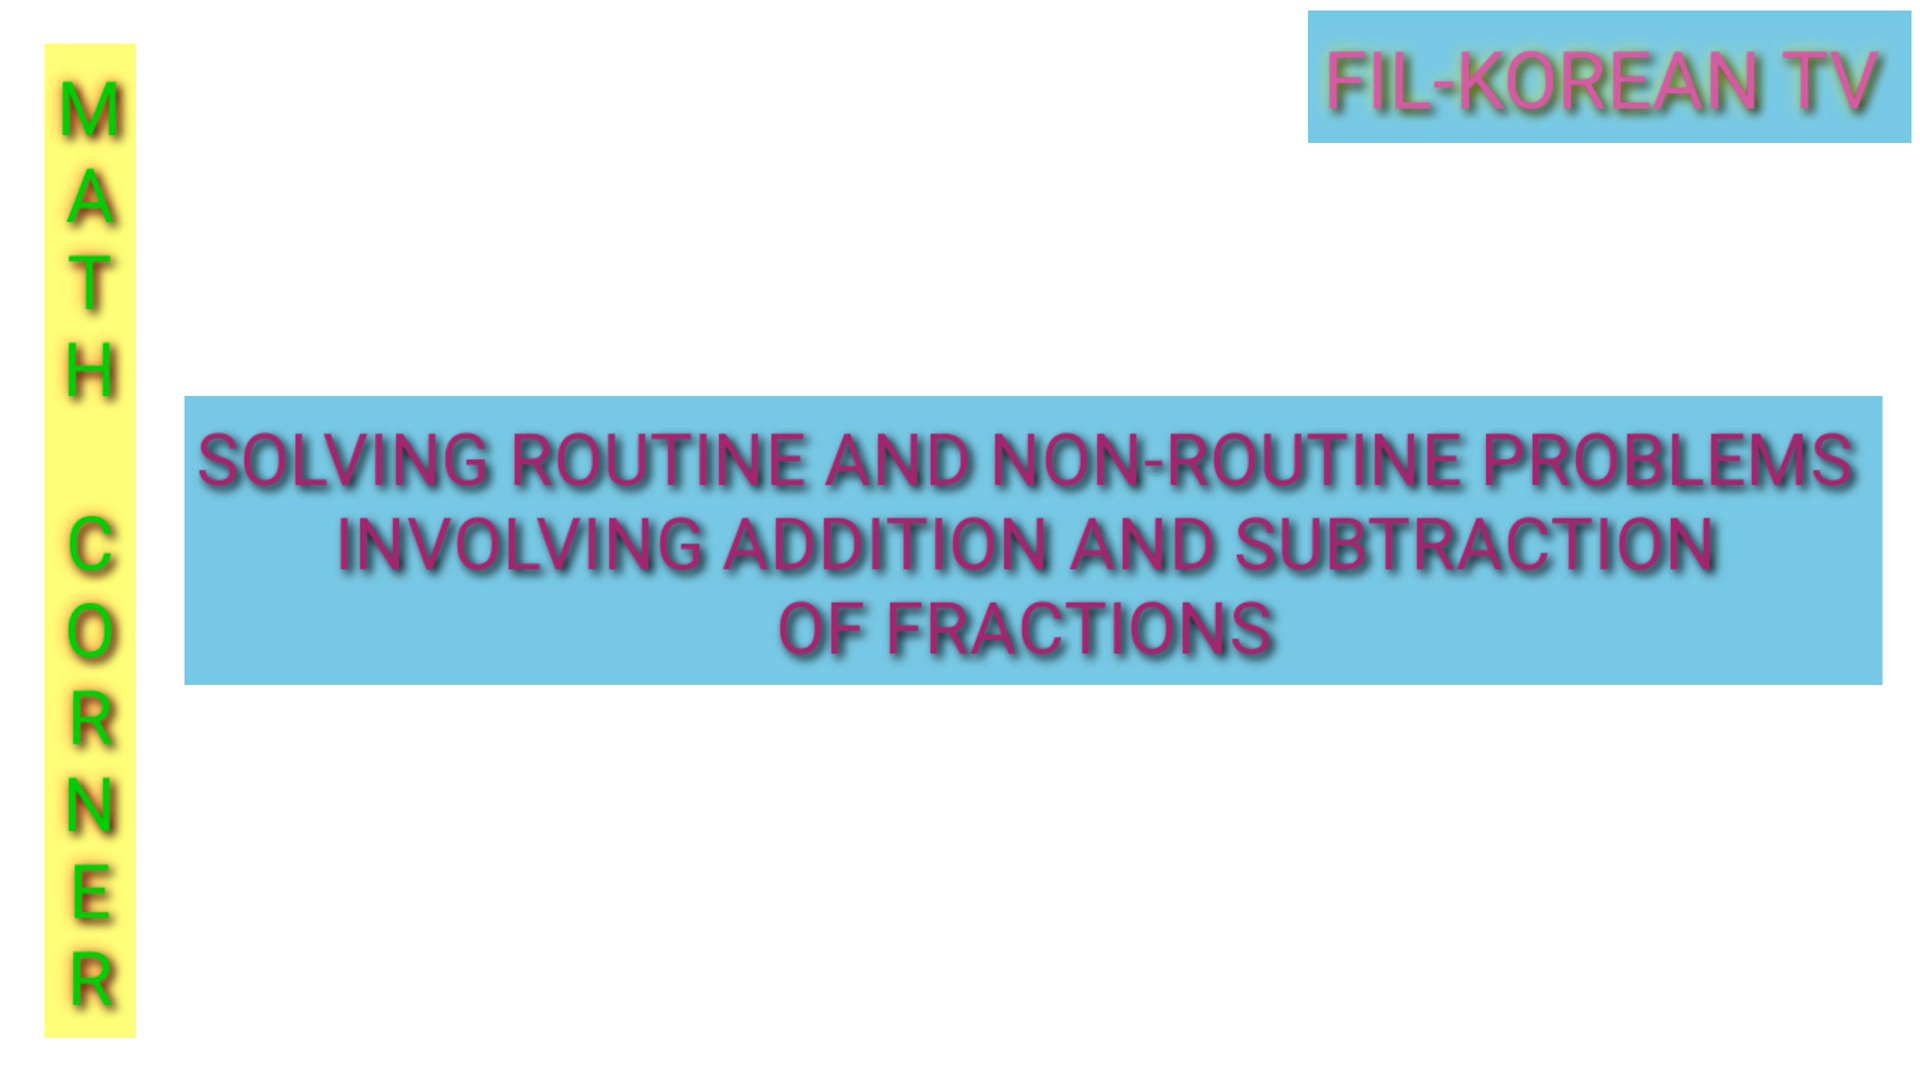 FIL-KOREAN TV
M
A
T
H
C
O
R
N
E
R
SOLVING ROUTINE AND NON-ROUTINE PROBLEMS
INVOLVING ADDITION AND SUBTRACTION
OF FRACTIONS